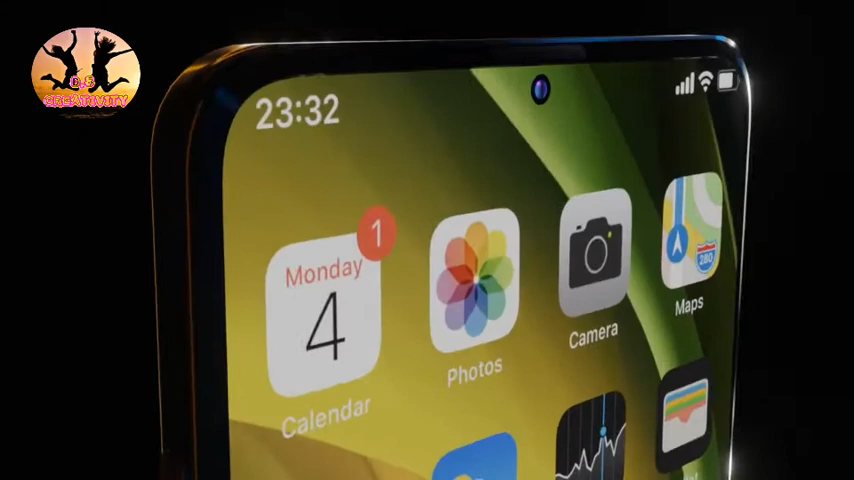 B.S
CREATIVITY
23:32
1
Monday
4
Calendar
Photos
Camera
280
Maps